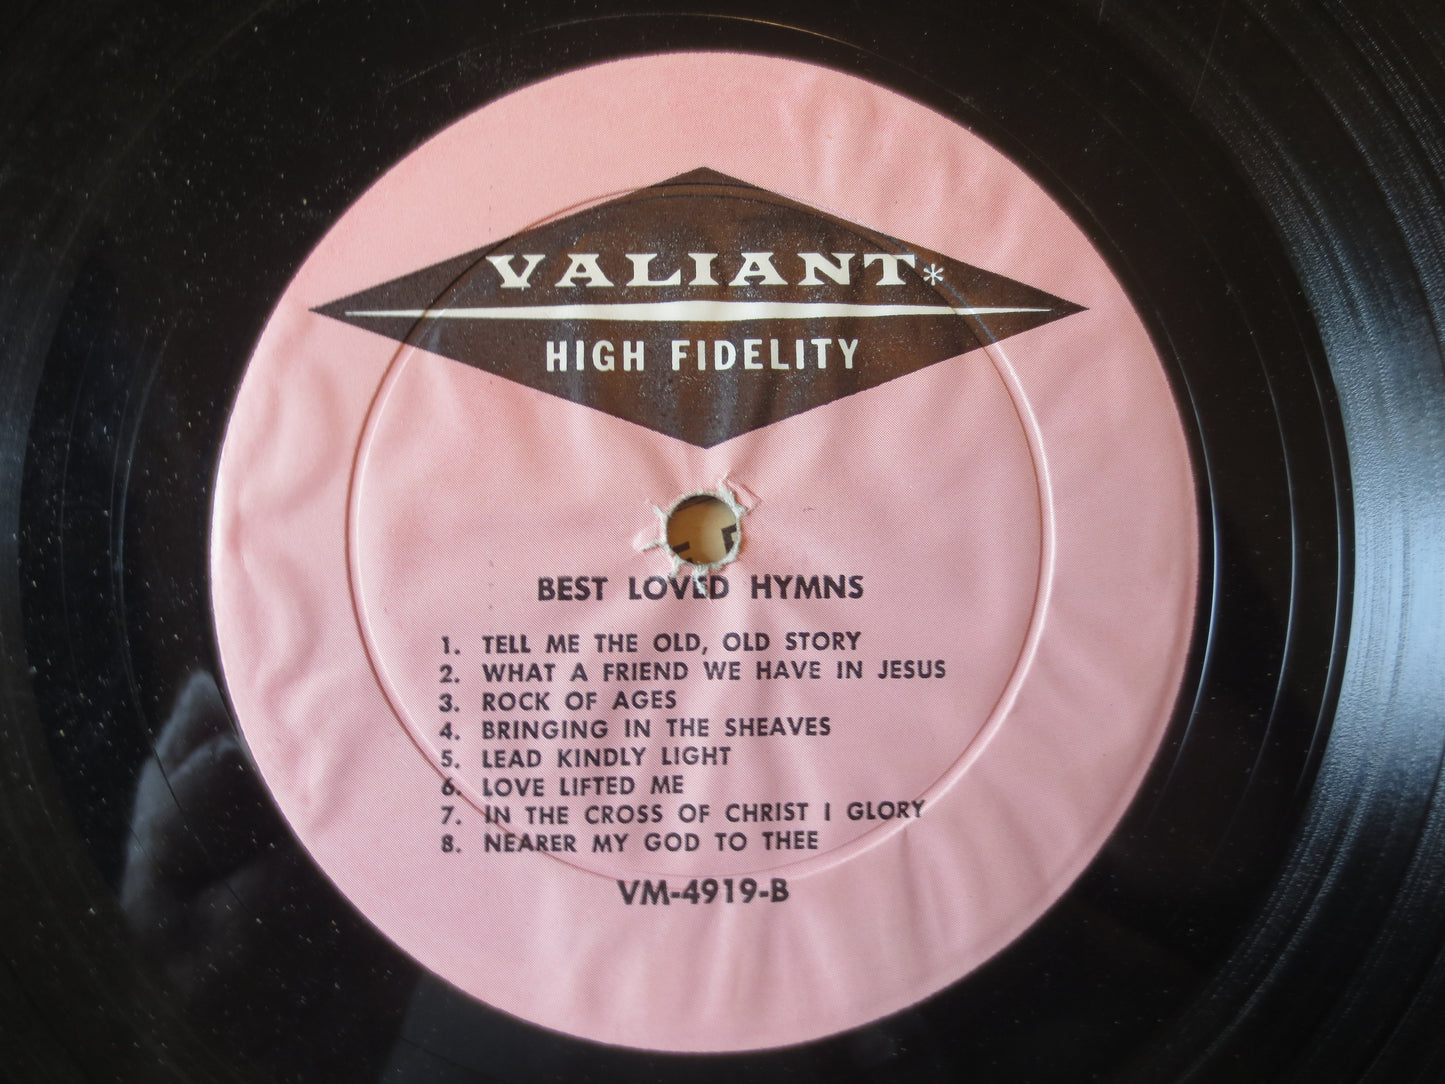 VALIANT*
HIGH FIDELITY
BEST LOVED HYMNS
1. TELL ME THE OLD, OLD STORY
2. WHAT A FRIEND WE HAVE IN JESUS
3. ROCK OF AGES
4. BRINGING IN THE SHEAVES
5. LEAD KINDLY LIGHT
6. LOVE LIFTED ME
7. IN THE CROSS OF CHRIST I GLORY
8. NEARER MY GOD TO THEE
VM-4919-B